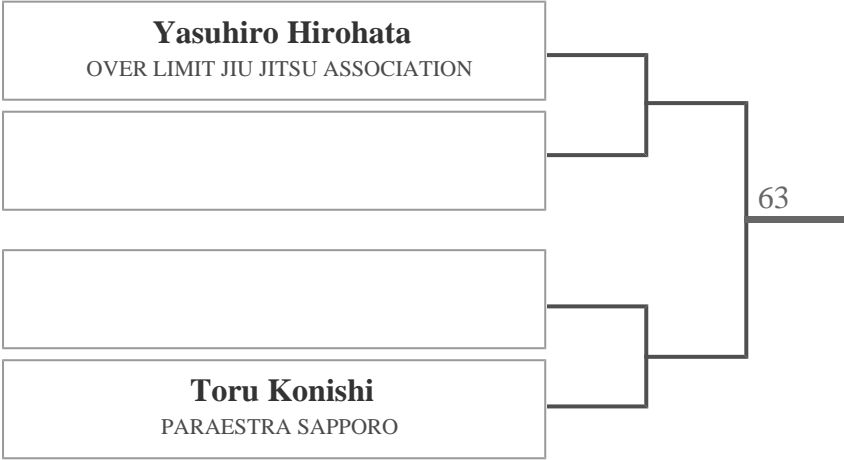 Yasuhiro Hirohata
OVER LIMIT JIU JITSU ASSOCIATION
63
Toru Konishi
PARAESTRA SAPPORO